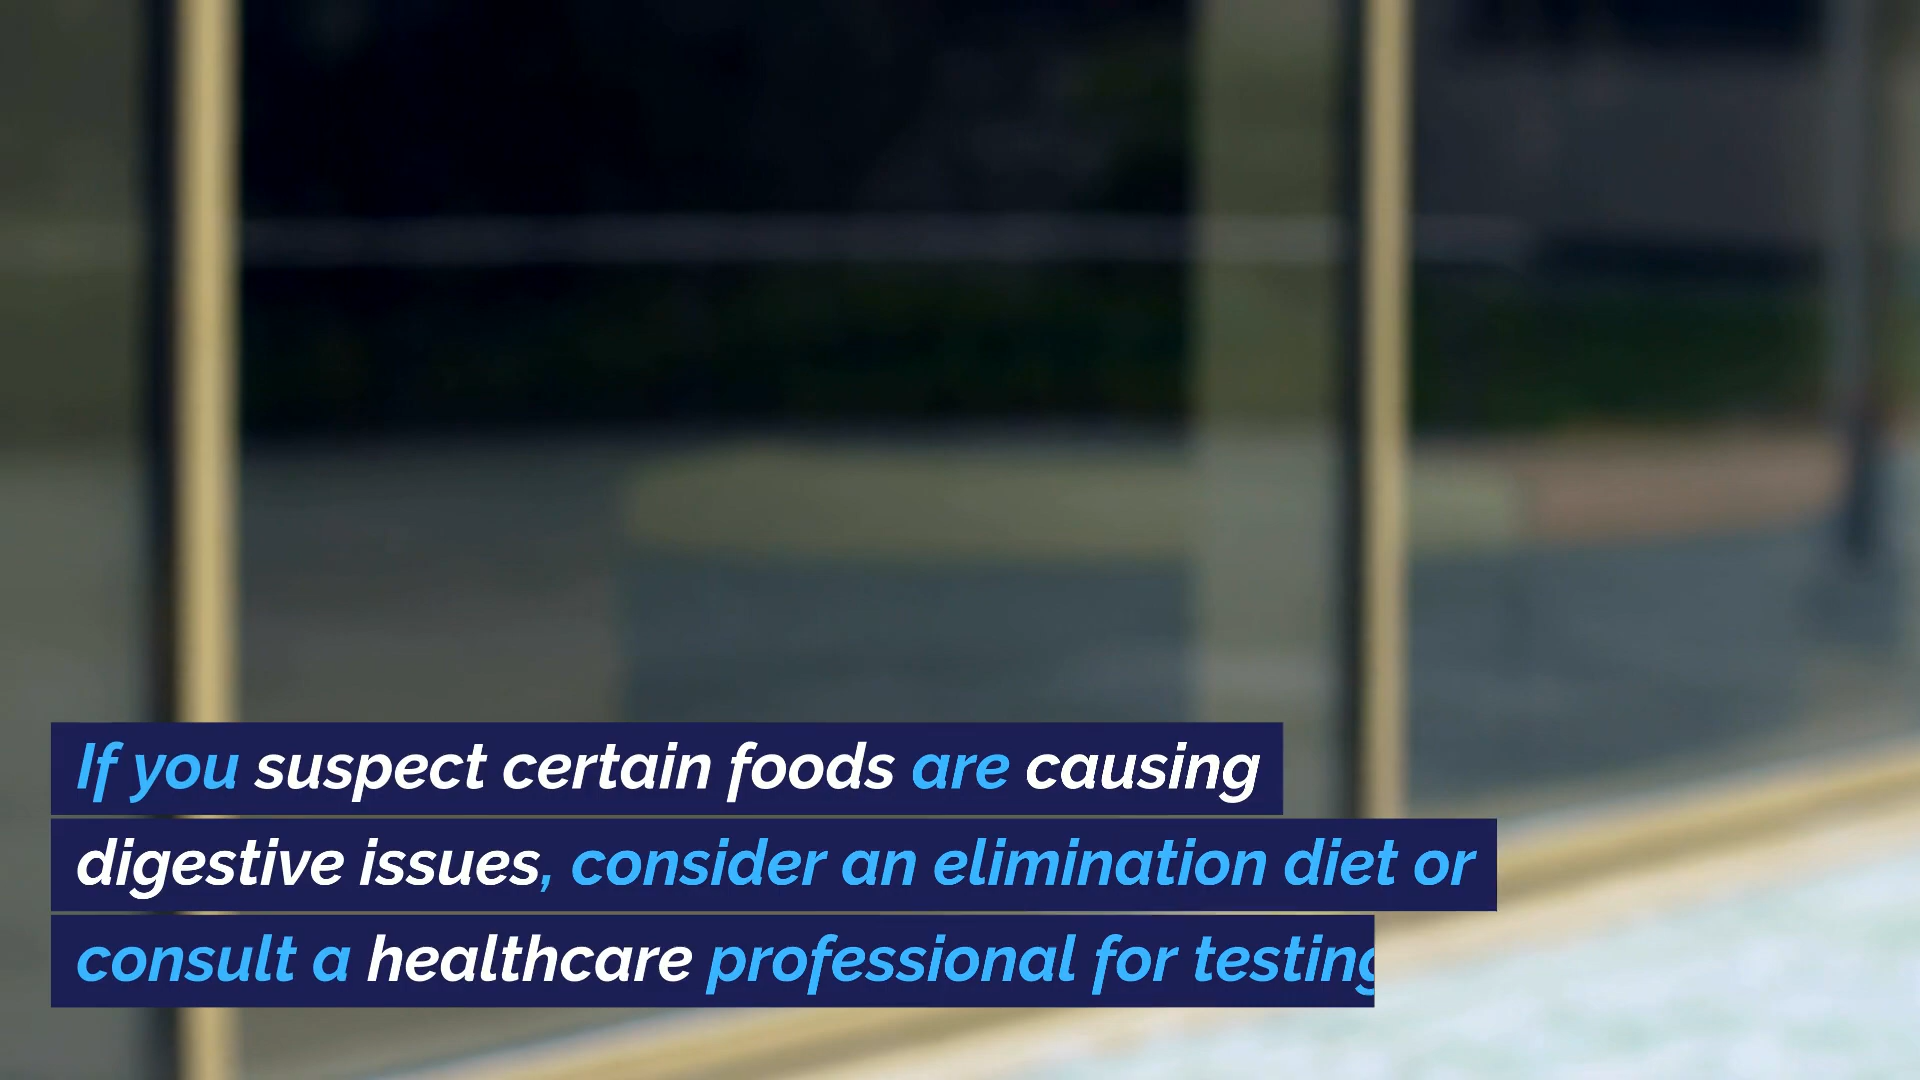 If you suspect certain foods are causing
digestive issues, consider an elimination diet or
consult a healthcare professional for testing